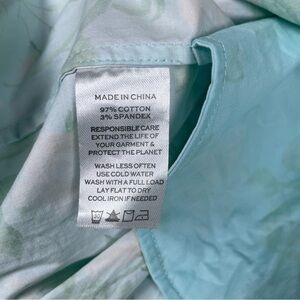 MADE IN CHINA
97% COTTON
3% SPANDEX
RESPONSIBLE CARE
EXTEND THE LIFE OF
YOUR GARMENT &
PROTECT THE PLANET
WASH LESS OFTEN
USE COLD WATER
WASH WITH A FULL LOAD
LAY FLAT TO DRY
COOL IRON IF NEEDED